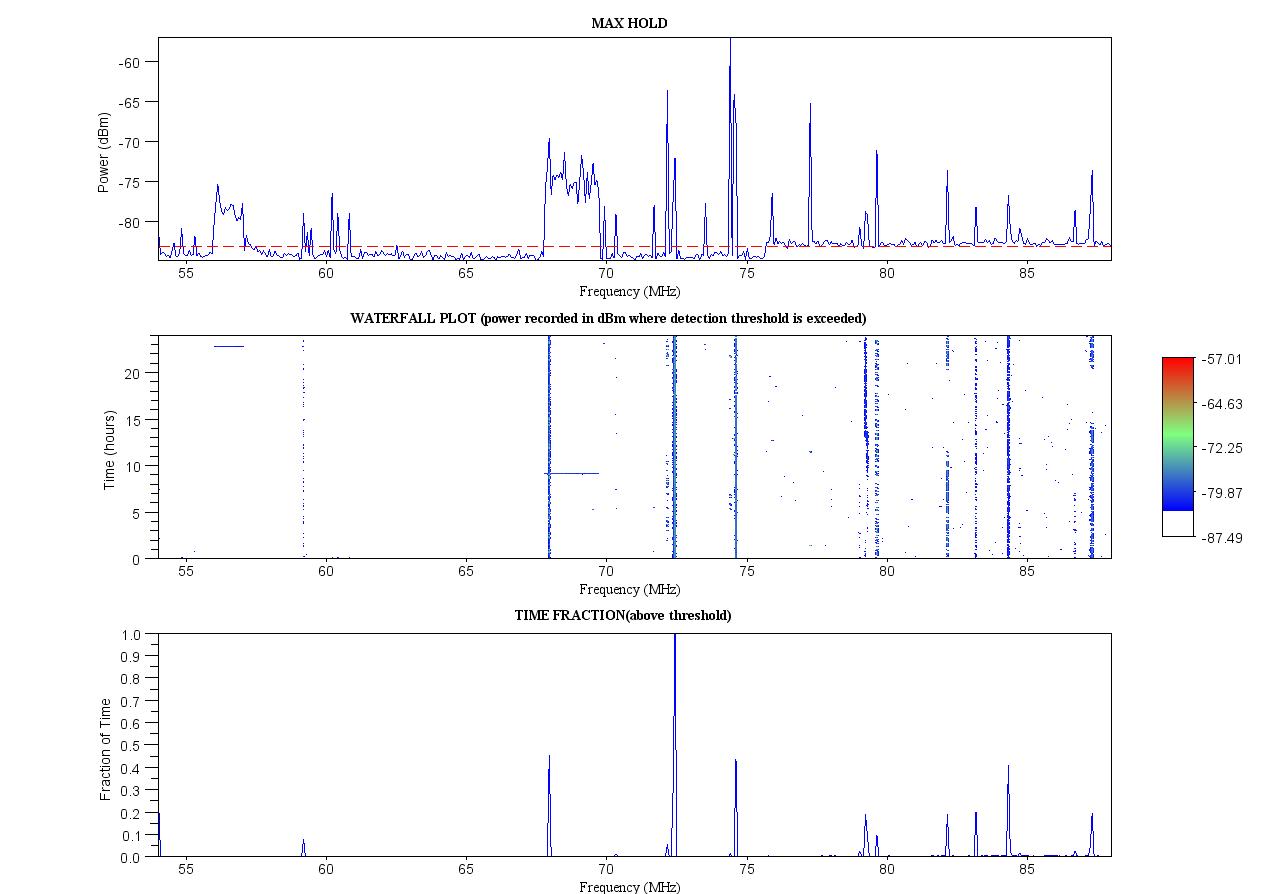 MAX HOLD
-60
-65
-70
-75
-80
Power (dBm)
55 60 65 70 75 80 85
Frequency (MHz)
WATERFALL PLOT (power recorded in dBm where detection threshold is exceeded)
20
15
10
5
0
Time (hours)
55 60 65 70 75 80 85
Frequency (MHz)
-57.01
-64.63
-72.25
-79.87
-87.49
TIME FRACTION(above threshold)
1.0
0.9
0.8
0.7
0.6
0.5
0.4
0.3
0.2
0.1
0.0
Fraction of Time
55 60 65 70 75 80 85
Frequency (MHz)